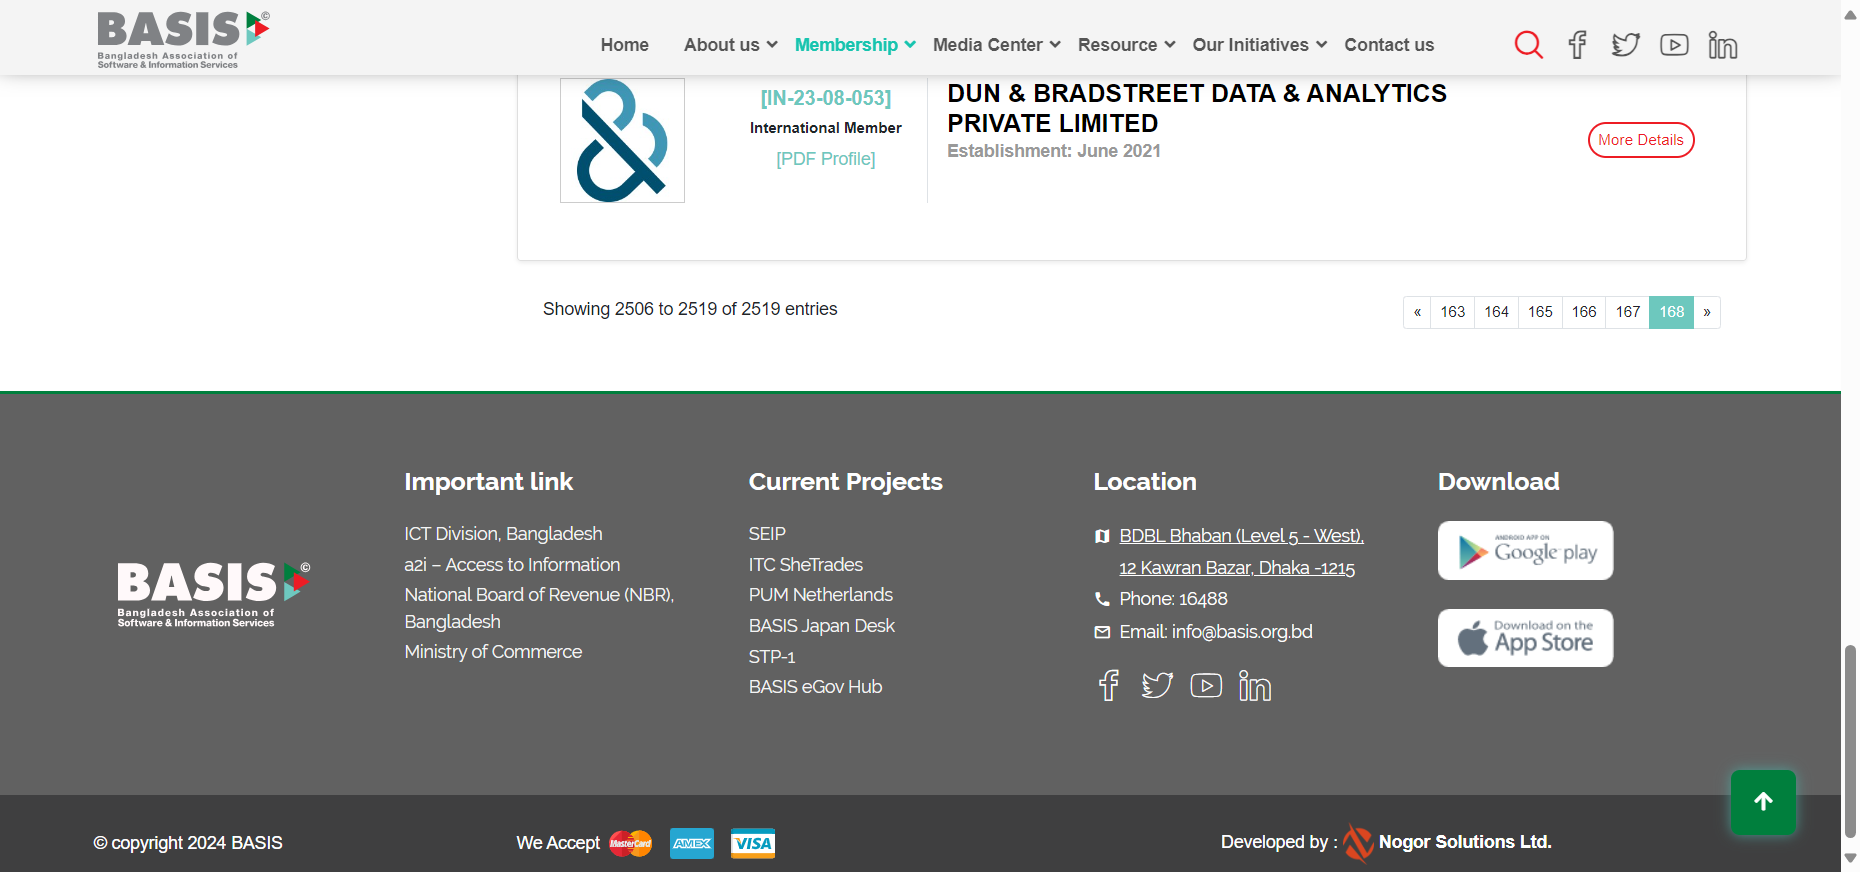 BASIS©
Bangladesh Association of
Software & Information Services
Home
About us
Membership
Media Center
Resource
Our Initiatives
Contact us
[IN-23-08-053]
International Member
[PDF Profile]
DUN & BRADSTREET DATA & ANALYTICS
PRIVATE LIMITED
Establishment: June 2021
More Details
Showing 2506 to 2519 of 2519 entries
« 163 164 165 166 167 168 »
BASIS©
Bangladesh Association of
Software & Information Services
Important link
ICT Division, Bangladesh
a2i – Access to Information
National Board of Revenue (NBR),
Bangladesh
Ministry of Commerce
Current Projects
SEIP
ITC SheTrades
PUM Netherlands
BASIS Japan Desk
STP-1
BASIS eGov Hub
Location
BDBL Bhaban (Level 5 - West),
12 Kawran Bazar, Dhaka -1215
Phone: 16488
Email: info@basis.org.bd
Download
ANDROID APP ON
Google play
Download on the
App Store
© copyright 2024 BASIS
We Accept MasterCard AMEX VISA
Developed by : Nogor Solutions Ltd.